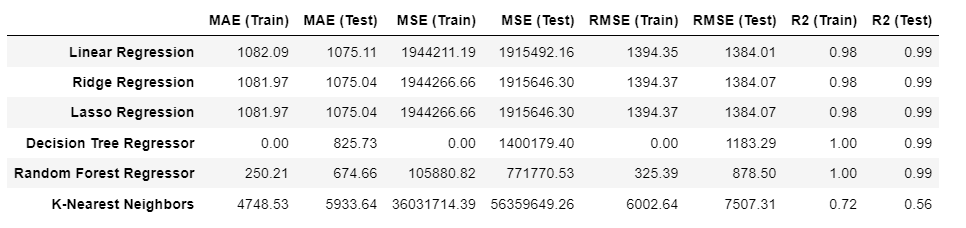 MAE (Train) MAE (Test) MSE (Train) MSE (Test) RMSE (Train) RMSE (Test) R2 (Train) R2 (Test)
Linear Regression 1082.09 1075.11 1944211.19 1915492.16 1394.35 1384.01 0.98 0.99
Ridge Regression 1081.97 1075.04 1944266.66 1915646.30 1394.37 1384.07 0.98 0.99
Lasso Regression 1081.97 1075.04 1944266.66 1915646.30 1394.37 1384.07 0.98 0.99
Decision Tree Regressor 0.00 825.73 0.00 1400179.40 0.00 1183.29 1.00 0.99
Random Forest Regressor 250.21 674.66 105880.82 771770.53 325.39 878.50 1.00 0.99
K-Nearest Neighbors 4748.53 5933.64 36031714.39 56359649.26 6002.64 7507.31 0.72 0.56